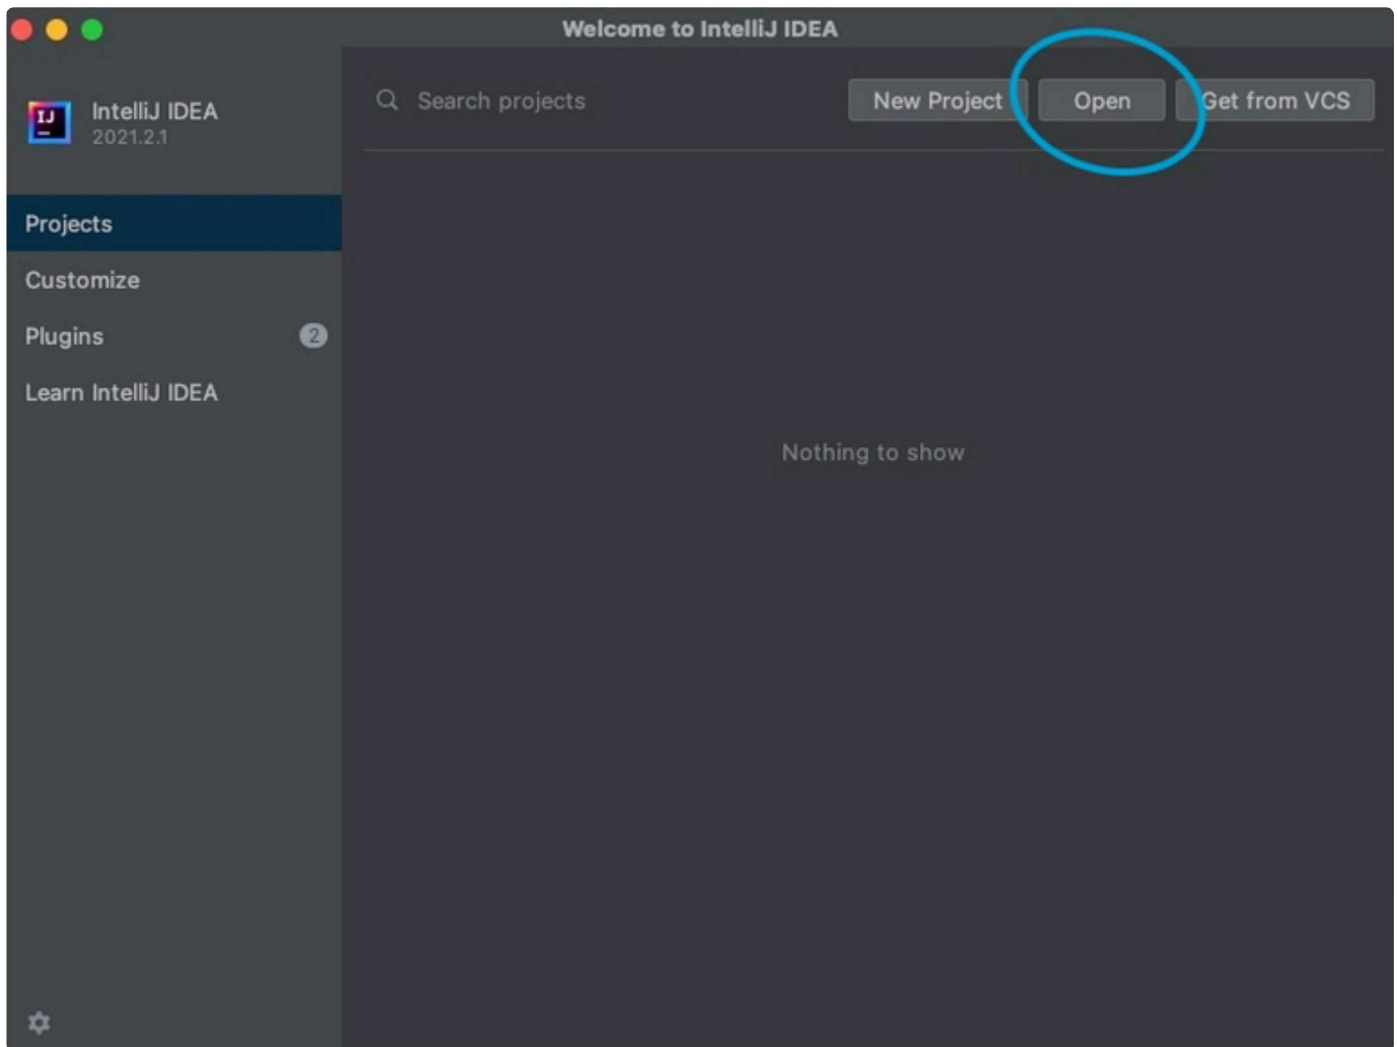 Welcome to IntelliJ IDEA
IJ
IntelliJ IDEA
2021.2.1
Search projects
New Project
Open
Get from VCS
Projects
Customize
Plugins
2
Learn IntelliJ IDEA
Nothing to show